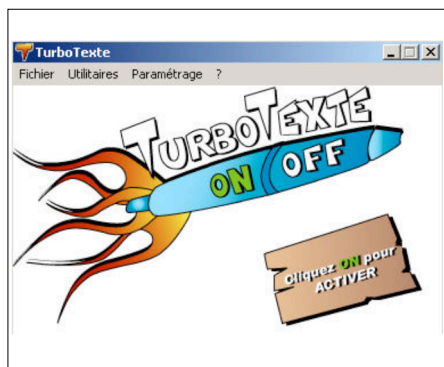 TurboTexte
Fichier Utilitaires Paramétrage ?
TURBOTEXTE
ON OFF
Cliquez ON pour
ACTIVER